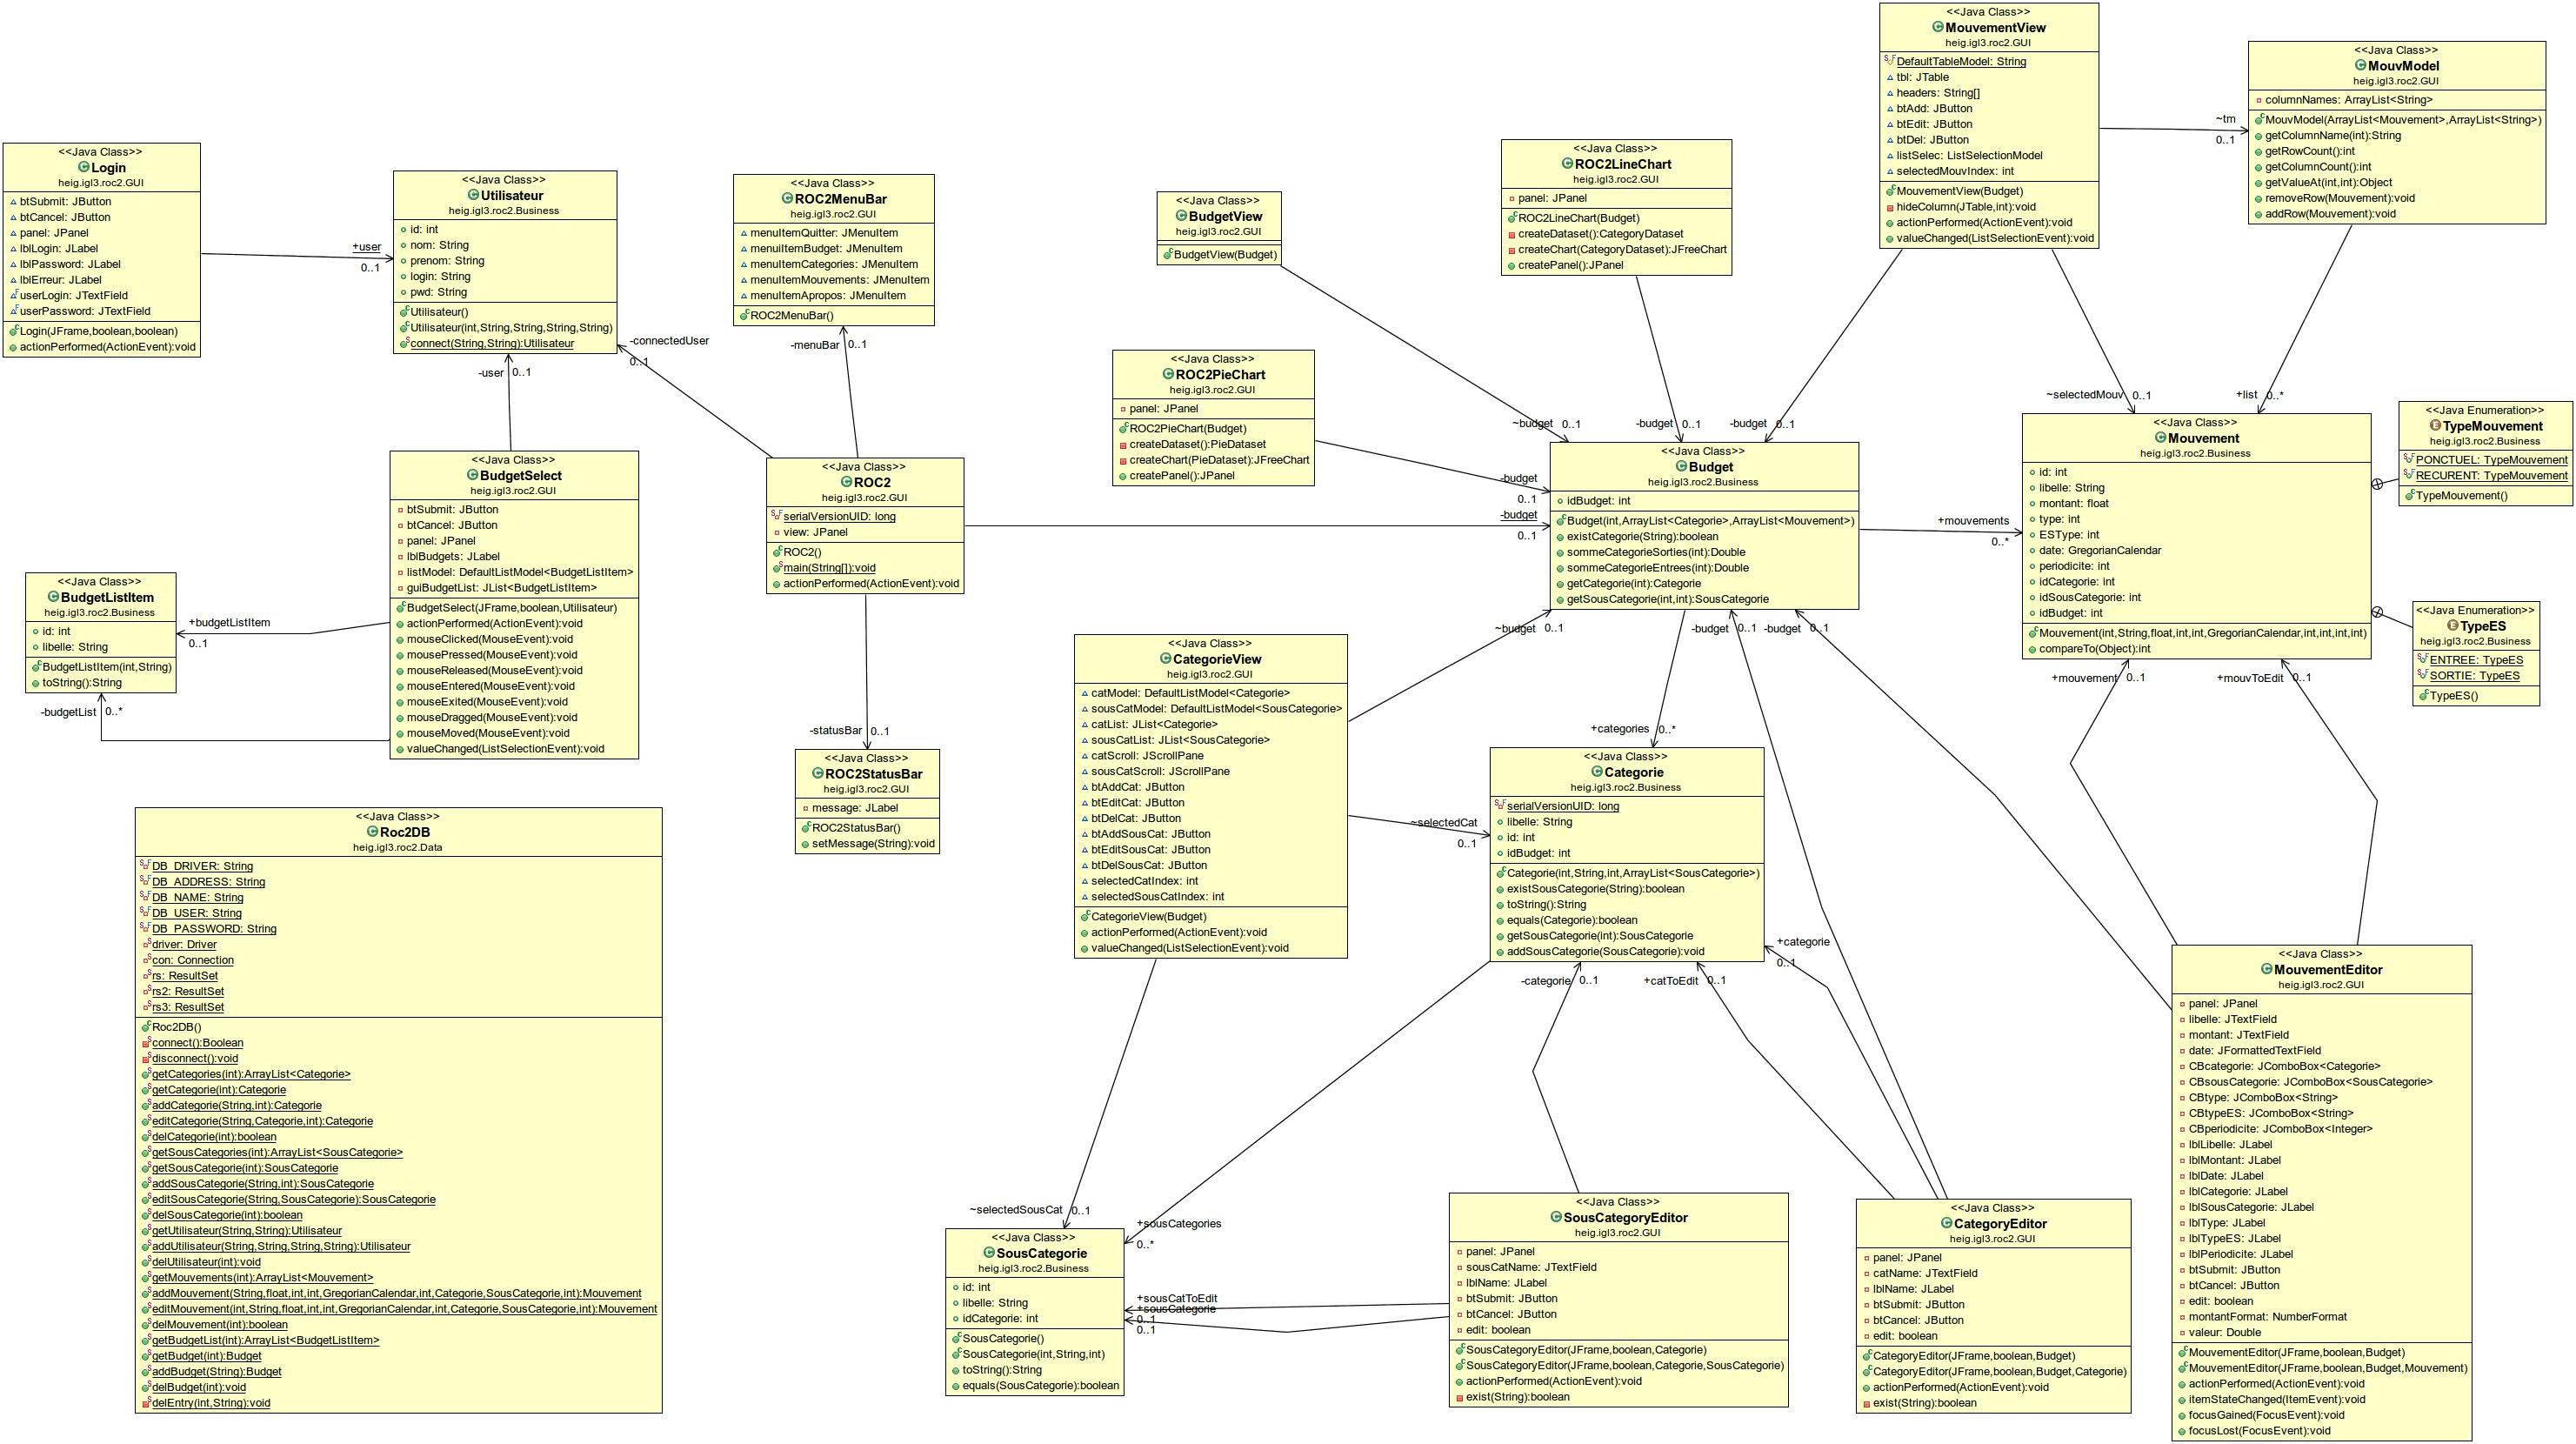 <<Java Class>>
Login
heig.igl3.roc2.GUI
btSubmit: JButton
btCancel: JButton
panel: JPanel
lblLogin: JLabel
lblPassword: JLabel
lblErreur: JLabel
userLogin: JTextField
userPassword: JTextField
Login(JFrame,boolean,boolean)
actionPerformed(ActionEvent):void
+user
0..1
<<Java Class>>
Utilisateur
heig.igl3.roc2.Business
id: int
nom: String
prenom: String
login: String
pwd: String
Utilisateur()
Utilisateur(int,String,String,String,String)
connect(String,String):Utilisateur
-user
0..1
-connectedUser
0..1
<<Java Class>>
ROC2MenuBar
heig.igl3.roc2.GUI
menuItemQuitter: JMenuItem
menuiItemBudget: JMenuItem
menuItemCategories: JMenuItem
menuItemMouvements: JMenuItem
menuItemApropos: JMenuItem
ROC2MenuBar()
-menuBar
0..1
<<Java Class>>
BudgetView
heig.igl3.roc2.GUI
BudgetView(Budget)
<<Java Class>>
ROC2LineChart
heig.igl3.roc2.GUI
panel: JPanel
ROC2LineChart(Budget)
createDataset():CategoryDataset
createChart(CategoryDataset):JFreeChart
createPanel():JPanel
<<Java Class>>
MouvementView
heig.igl3.roc2.GUI
DefaultTableModel: String
tbl: JTable
headers: String[]
btAdd: JButton
btEdit: JButton
btDel: JButton
listSelec: ListSelectionModel
selectedMouvIndex: int
MouvementView(Budget)
hideColumn(JTable,int):void
actionPerformed(ActionEvent):void
valueChanged(ListSelectionEvent):void
~tm
0..1
<<Java Class>>
MouvModel
heig.igl3.roc2.GUI
columnNames: ArrayList<String>
MouvModel(ArrayList<Mouvement>,ArrayList<String>)
getColumnName(int):String
getRowCount():int
getColumnCount():int
getValueAt(int,int):Object
removeRow(Mouvement):void
addRow(Mouvement):void
<<Java Class>>
ROC2PieChart
heig.igl3.roc2.GUI
panel: JPanel
ROC2PieChart(Budget)
createDataset():PieDataset
createChart(PieDataset):JFreeChart
createPanel():JPanel
~budget
0..1
-budget
0..1
-budget
0..1
~selectedMouv
0..1
+list
0..*
<<Java Class>>
BudgetSelect
heig.igl3.roc2.GUI
btSubmit: JButton
btCancel: JButton
panel: JPanel
lblBudgets: JLabel
listModel: DefaultListModel<BudgetListItem>
guiBudgetList: JList<BudgetListItem>
BudgetSelect(JFrame,boolean,Utilisateur)
actionPerformed(ActionEvent):void
mouseClicked(MouseEvent):void
mousePressed(MouseEvent):void
mouseReleased(MouseEvent):void
mouseEntered(MouseEvent):void
mouseExited(MouseEvent):void
mouseDragged(MouseEvent):void
mouseMoved(MouseEvent):void
valueChanged(ListSelectionEvent):void
<<Java Class>>
ROC2
heig.igl3.roc2.GUI
serialVersionUID: long
view: JPanel
ROC2()
main(String[]):void
actionPerformed(ActionEvent):void
-budget
0..1
-budget
0..1
<<Java Class>>
Budget
heig.igl3.roc2.Business
idBudget: int
Budget(int,ArrayList<Categorie>,ArrayList<Mouvement>)
existCategorie(String):boolean
sommeCategorieSorties(int):Double
sommeCategorieEntrees(int):Double
getCategorie(int):Categorie
getSousCategorie(int,int):SousCategorie
+mouvements
0..*
<<Java Class>>
Mouvement
heig.igl3.roc2.Business
id: int
libelle: String
montant: float
type: int
ESType: int
date: GregorianCalendar
periodicite: int
idCategorie: int
idSousCategorie: int
idBudget: int
Mouvement(int,String,float,int,int,GregorianCalendar,int,int,int,int)
compareTo(Object):int
<<Java Enumeration>>
TypeMouvement
heig.igl3.roc2.Business
PONCTUEL: TypeMouvement
RECURENT: TypeMouvement
TypeMouvement()
<<Java Enumeration>>
TypeES
heig.igl3.roc2.Business
ENTREE: TypeES
SORTIE: TypeES
TypeES()
<<Java Class>>
BudgetListItem
heig.igl3.roc2.Business
id: int
libelle: String
BudgetListItem(int,String)
toString():String
+budgetListItem
0..1
-budgetList
0..*
-statusBar
0..1
<<Java Class>>
ROC2StatusBar
heig.igl3.roc2.GUI
message: JLabel
ROC2StatusBar()
setMessage(String):void
<<Java Class>>
CategorieView
heig.igl3.roc2.GUI
catModel: DefaultListModel<Categorie>
sousCatModel: DefaultListModel<SousCategorie>
catList: JList<Categorie>
sousCatList: JList<SousCategorie>
catScroll: JScrollPane
sousCatScroll: JScrollPane
btAddCat: JButton
btEditCat: JButton
btDelCat: JButton
btAddSousCat: JButton
btEditSousCat: JButton
btDelSousCat: JButton
selectedCatIndex: int
selectedSousCatIndex: int
CategorieView(Budget)
actionPerformed(ActionEvent):void
valueChanged(ListSelectionEvent):void
~budget
0..1
-budget
0..1
-budget
0..1
+mouvement
0..1
+mouvToEdit
0..1
+categories
0..*
~selectedCat
0..1
<<Java Class>>
Categorie
heig.igl3.roc2.Business
serialVersionUID: long
libelle: String
id: int
idBudget: int
Categorie(int,String,int,ArrayList<SousCategorie>)
existSousCategorie(String):boolean
toString():String
equals(Categorie):boolean
getSousCategorie(int):SousCategorie
addSousCategorie(SousCategorie):void
+categorie
0..1
-categorie
0..1
+catToEdit
0..1
<<Java Class>>
Roc2DB
heig.igl3.roc2.Data
DB_DRIVER: String
DB_ADDRESS: String
DB_NAME: String
DB_USER: String
DB_PASSWORD: String
driver: Driver
con: Connection
rs: ResultSet
rs2: ResultSet
rs3: ResultSet
Roc2DB()
connect():Boolean
disconnect():void
getCategories(int):ArrayList<Categorie>
getCategorie(int):Categorie
addCategorie(String,int):Categorie
editCategorie(String,Categorie,int):Categorie
delCategorie(int):boolean
getSousCategories(int):ArrayList<SousCategorie>
getSousCategorie(int):SousCategorie
addSousCategorie(String,int):SousCategorie
editSousCategorie(String,SousCategorie):SousCategorie
delSousCategorie(int):boolean
getUtilisateur(String,String):Utilisateur
addUtilisateur(String,String,String,String):Utilisateur
delUtilisateur(int):void
getMouvements(int):ArrayList<Mouvement>
addMouvement(String,float,int,int,GregorianCalendar,int,Categorie,SousCategorie,int):Mouvement
editMouvement(int,String,float,int,int,GregorianCalendar,int,Categorie,SousCategorie,int):Mouvement
delMouvement(int):boolean
getBudgetList(int):ArrayList<BudgetListItem>
getBudget(int):Budget
addBudget(String):Budget
delBudget(int):void
delEntry(int,String):void
~selectedSousCat
0..1
+sousCategories
0..*
<<Java Class>>
SousCategorie
heig.igl3.roc2.Business
id: int
libelle: String
idCategorie: int
SousCategorie()
SousCategorie(int,String,int)
toString():String
equals(SousCategorie):boolean
+sousCatToEdit
+sousCategorie
0..1
0..1
<<Java Class>>
SousCategoryEditor
heig.igl3.roc2.GUI
panel: JPanel
sousCatName: JTextField
lblName: JLabel
btSubmit: JButton
btCancel: JButton
edit: boolean
SousCategoryEditor(JFrame,boolean,Categorie)
SousCategoryEditor(JFrame,boolean,Categorie,SousCategorie)
actionPerformed(ActionEvent):void
exist(String):boolean
<<Java Class>>
CategoryEditor
heig.igl3.roc2.GUI
panel: JPanel
catName: JTextField
lblName: JLabel
btSubmit: JButton
btCancel: JButton
edit: boolean
CategoryEditor(JFrame,boolean,Budget)
CategoryEditor(JFrame,boolean,Budget,Categorie)
actionPerformed(ActionEvent):void
exist(String):boolean
<<Java Class>>
MouvementEditor
heig.igl3.roc2.GUI
panel: JPanel
libelle: JTextField
montant: JTextField
date: JFormattedTextField
CBcategorie: JComboBox<Categorie>
CBsousCategorie: JComboBox<SousCategorie>
CBtype: JComboBox<String>
CBtypeES: JComboBox<String>
CBperiodicite: JComboBox<Integer>
lblLibelle: JLabel
lblMontant: JLabel
lblDate: JLabel
lblCategorie: JLabel
lblSousCategorie: JLabel
lblType: JLabel
lblTypeES: JLabel
lblPeriodicite: JLabel
btSubmit: JButton
btCancel: JButton
edit: boolean
montantFormat: NumberFormat
valeur: Double
MouvementEditor(JFrame,boolean,Budget)
MouvementEditor(JFrame,boolean,Budget,Mouvement)
actionPerformed(ActionEvent):void
itemStateChanged(ItemEvent):void
focusGained(FocusEvent):void
focusLost(FocusEvent):void